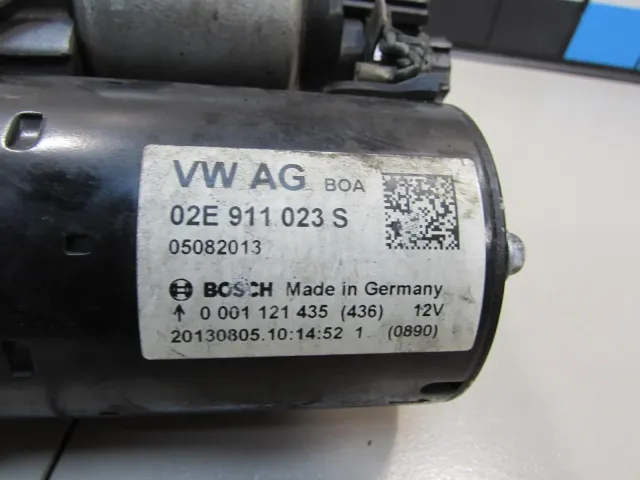 VW AG BOA
02E 911 023 S
05082013
BOSCH Made in Germany
↑ 0 001 121 435 (436) 12V
20130805.10:14:52 1 (0890)